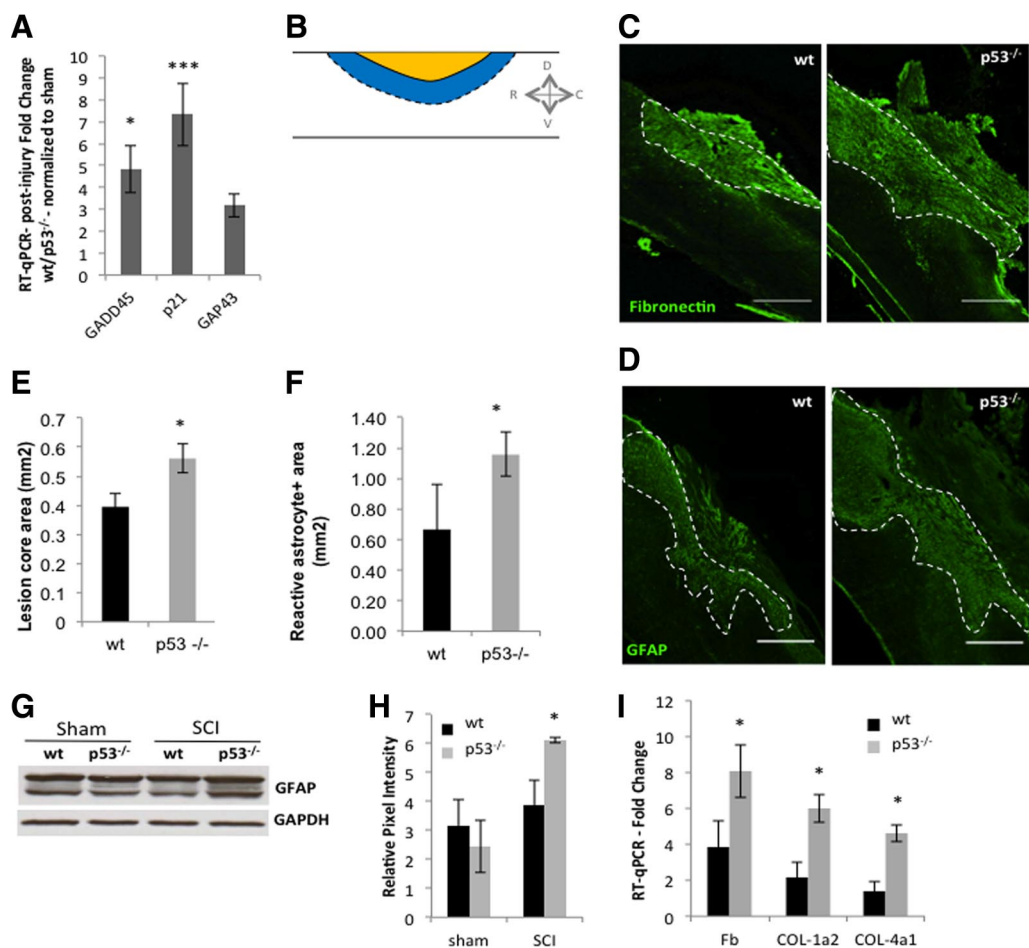 A
RT-qPCR- post-injury Fold Change
wt/p53-/- - normalized to sham
10
9
8
7
6
5
4
3
2
1
0
*
***
GADD45
p21
GAP43
B
D
R
C
V
C
wt
p53-/-
Fibronectin
D
wt
p53-/-
GFAP
E
Lesion core area (mm2)
0.7
0.6
0.5
0.4
0.3
0.2
0.1
0
*
wt
p53 -/-
F
Reactive astrocyte+ area
(mm2)
1.40
1.20
1.00
0.80
0.60
0.40
0.20
0.00
*
wt
p53-/-
G
Sham
SCI
wt
p53-/-
wt
p53-/-
GFAP
GAPDH
H
Relative Pixel Intensity
7
6
5
4
3
2
1
0
wt
p53-/-
*
sham
SCI
I
RT-qPCR - Fold Change
12
10
8
6
4
2
0
wt
p53-/-
*
*
*
Fb
COL-1a2
COL-4a1